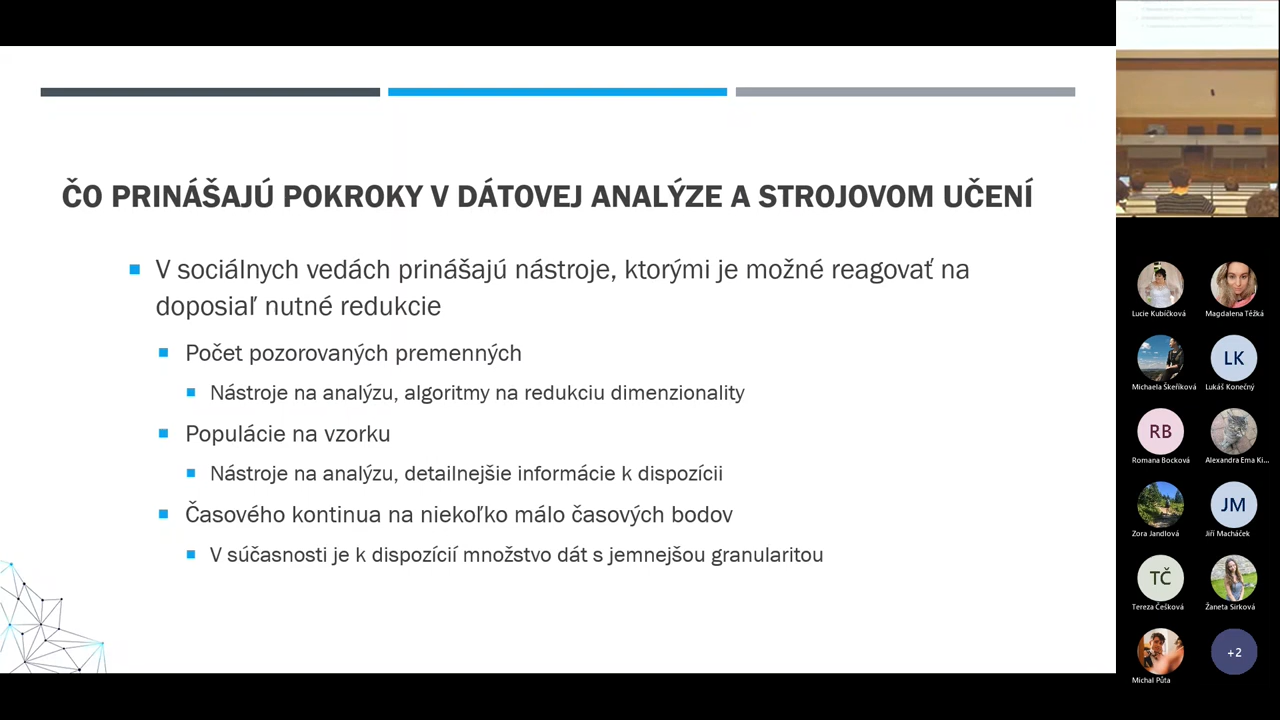 ČO PRINÁŠAJÚ POKROKY V DÁTOVEJ ANALÝZE A STROJOVOM UČENÍ
V sociálnych vedách prinášajú nástroje, ktorými je možné reagovať na
doposiaľ nutné redukcie
Počet pozorovaných premenných
Nástroje na analýzu, algoritmy na redukciu dimenzionality
Populácie na vzorku
Nástroje na analýzu, detailnejšie informácie k dispozícii
Časového kontinua na niekoľko málo časových bodov
V súčasnosti je k dispozícií množstvo dát s jemnejšou granularitou
Lucie Kubíčková
Magdalena Těžká
Michaela Škeříková
LK
Lukáš Konečný
RB
Romana Bocková
Alexandra Ema Ki...
Zora Jandlová
JM
Jiří Macháček
TČ
Tereza Češková
Žaneta Sirková
Michal Půta
+2